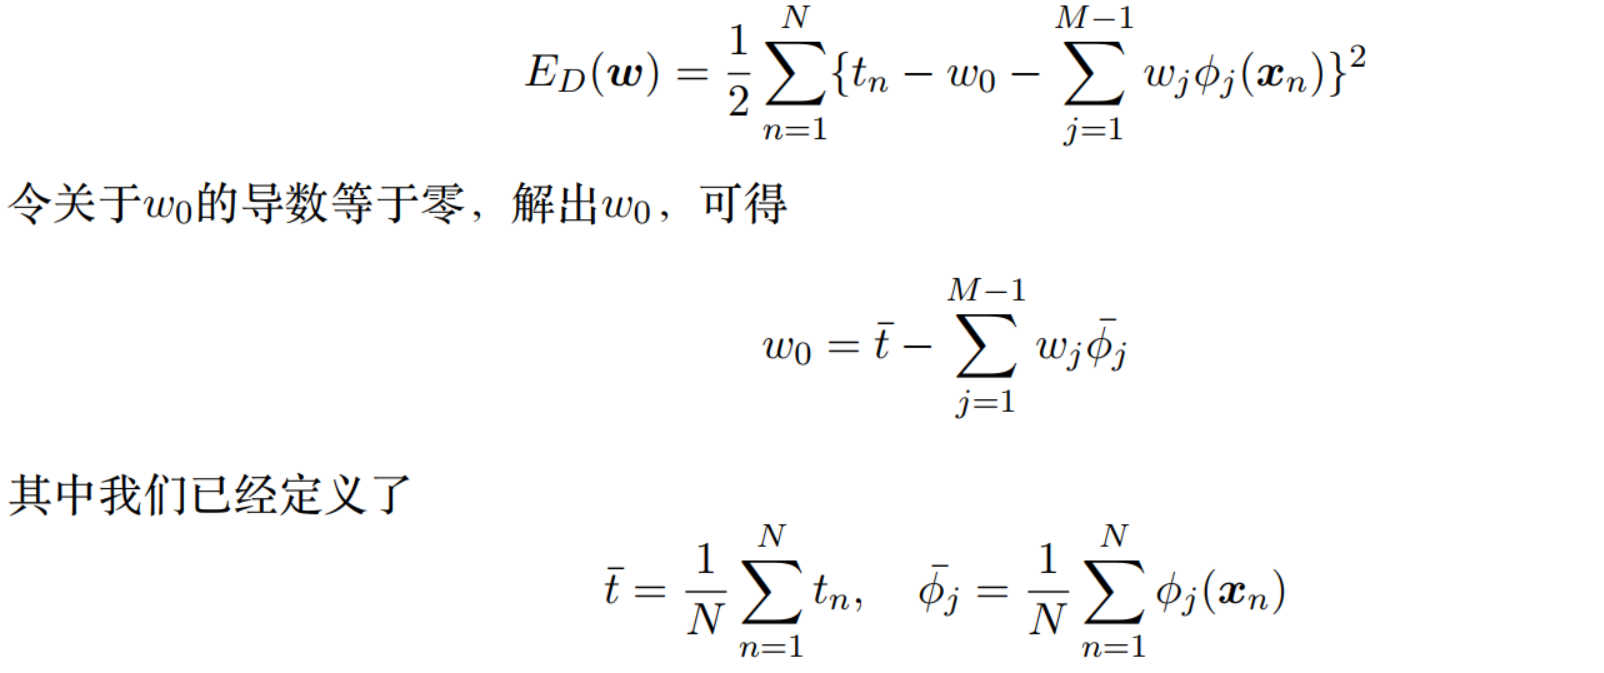 E_D(w) = \frac{1}{2} \sum_{n=1}^{N} \{t_n - w_0 - \sum_{j=1}^{M-1} w_j \phi_j(x_n)\}^2
令关于w_0的导数等于零，解出w_0，可得
w_0 = \bar{t} - \sum_{j=1}^{M-1} w_j \bar{\phi}_j
其中我们已经定义了
\bar{t} = \frac{1}{N} \sum_{n=1}^{N} t_n, \quad \bar{\phi}_j = \frac{1}{N} \sum_{n=1}^{N} \phi_j(x_n)